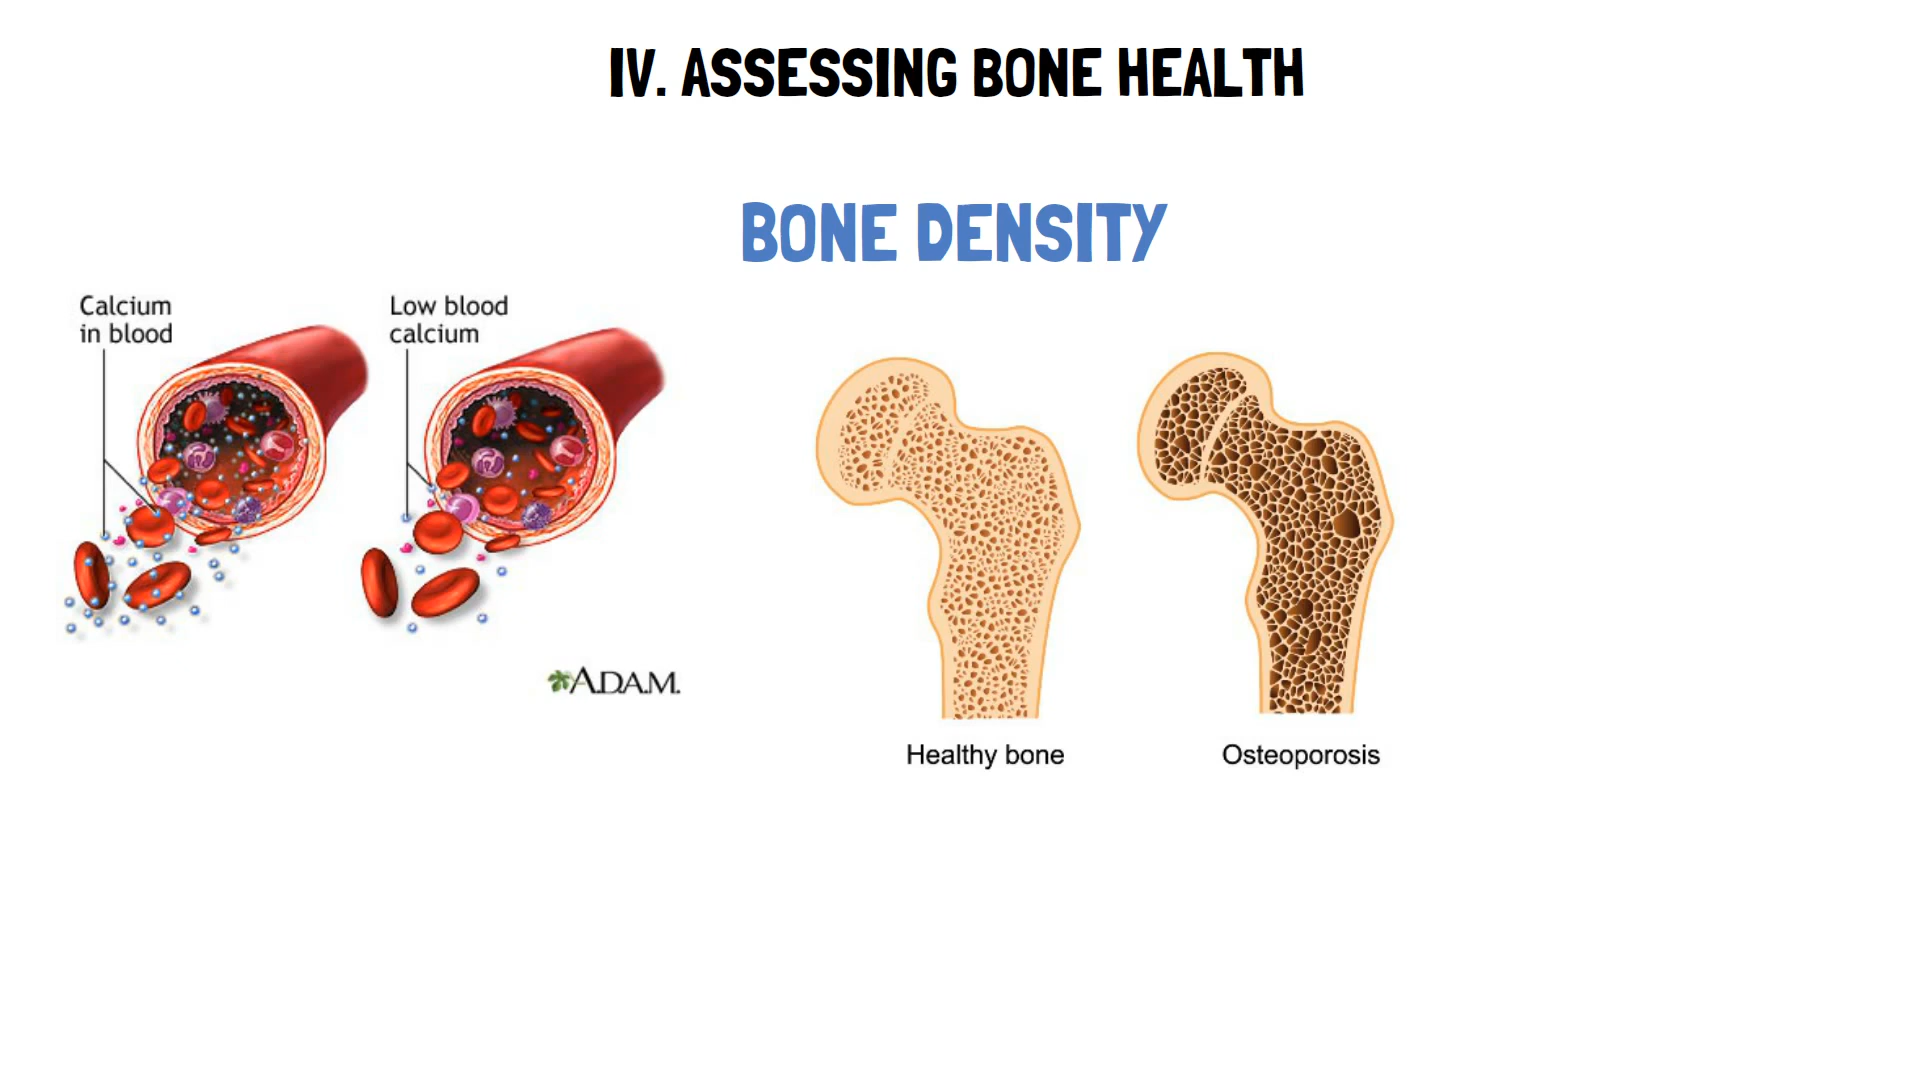 IV. ASSESSING BONE HEALTH
BONE DENSITY
Calcium
in blood
Low blood
calcium
A.D.A.M.
Healthy bone
Osteoporosis